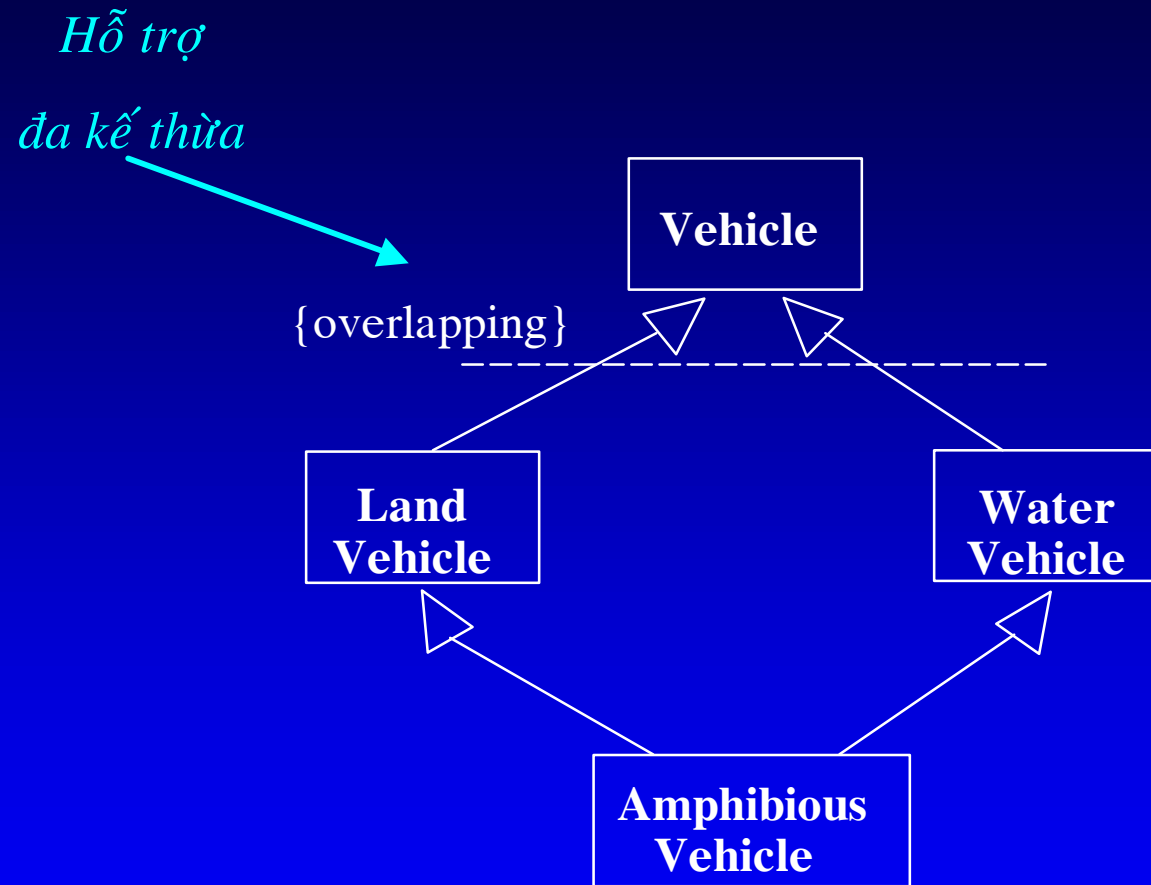 Hỗ trợ
đa kế thừa
Vehicle
{overlapping}
Land
Vehicle
Water
Vehicle
Amphibious
Vehicle